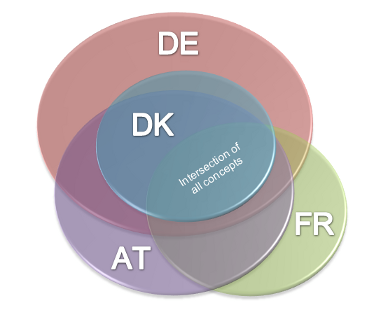 DE
DK
Intersection of
all concepts
FR
AT